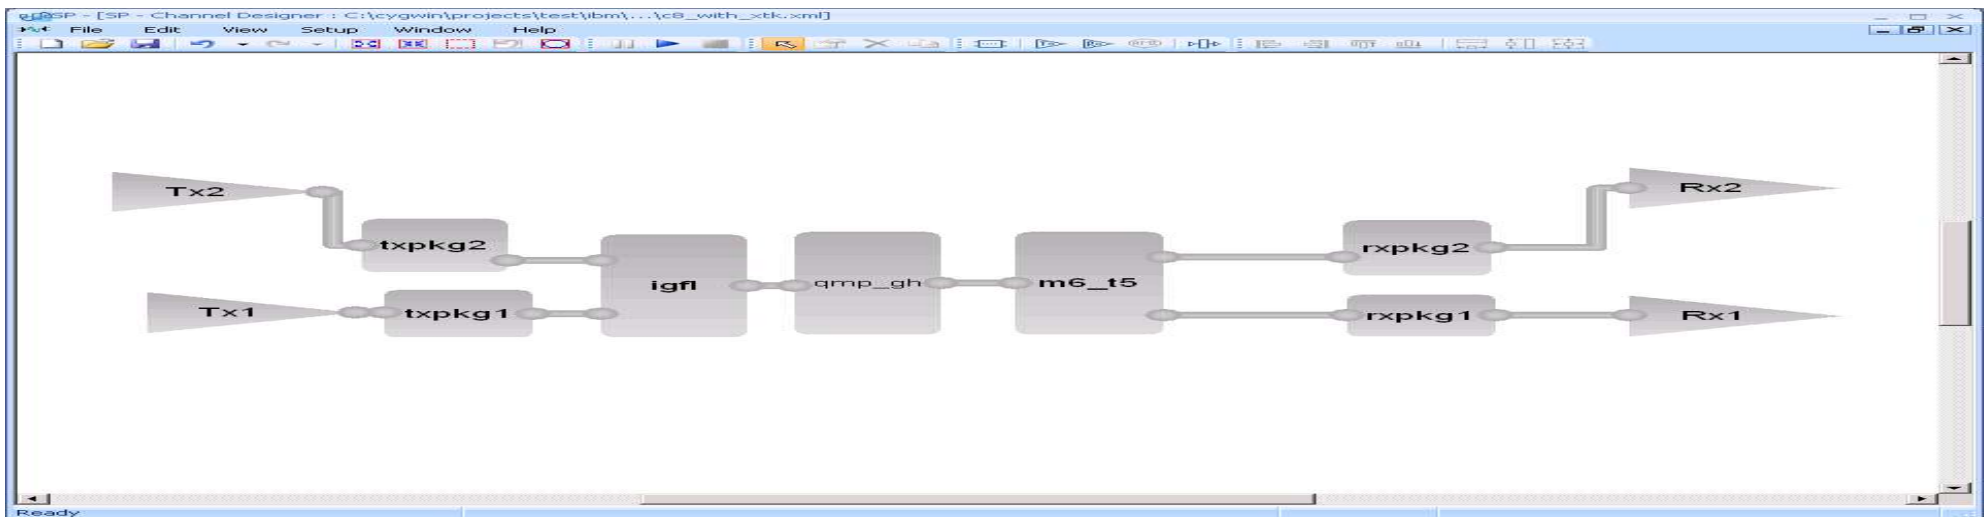 SP - [SP - Channel Designer : C:\cygwin\projects\test\ibm\...\c8_with_xtk.xml]
File Edit View Setup Window Help
Tx2
Rx2
txpkg2
rxpkg2
igfl
qmp_gh
m6_t5
Tx1
txpkg1
rxpkg1
Rx1
Ready